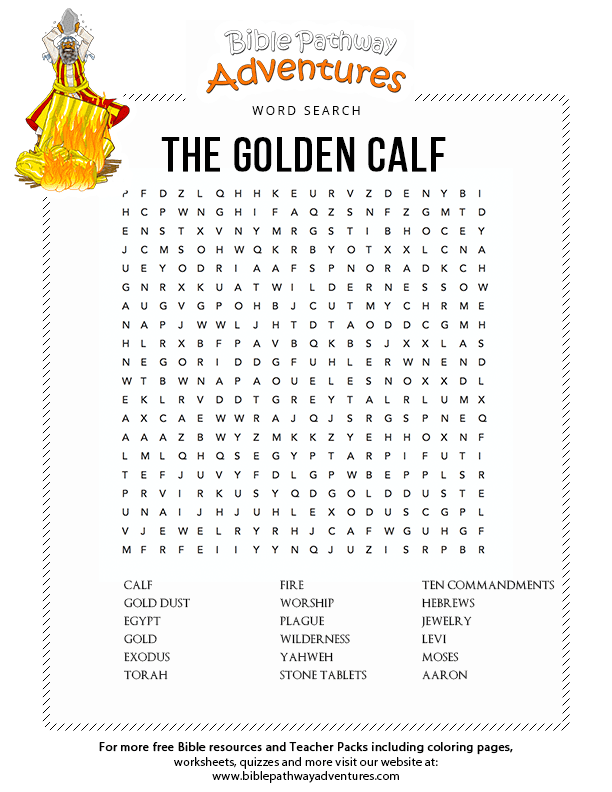 Bible Pathway
Adventures
WORD SEARCH
THE GOLDEN CALF
P F D Z L Q H H K E U R V Z D E N Y B I
H C P W N G H I F A Q Z S N F Z G M T D
E N S T X V N Y M R G S T I B H O C E Y
J C M S O H W Q K R B Y O T X X L C N A
U E Y O D R I A A F S P N O R A D K C H
G N R X K U A T W I L D E R N E S S O W
A U G V G P O H B J C U T M Y C H R M E
N A P J W W L J H T D T A O D D C G M H
H L R X B F P A V B Q K B S J X X L A S
N E G O R I D D G F U H L E R W N E N D
W T B W N A P A O U E L E S N O X X D L
E K L R V D D T G R E Y T A L R L U M X
A X C A E W W R A J Q J S R G S P N E Q
A A A Z B W Y Z M K K Z Y E H H O X N F
L M L Q H Q S E G Y P T A R P I F U T I
T E F J U V Y F D L G P W B E P P L S R
P R V I R K U S Y Q D G O L D D U S T E
U N A I J H J U H L E X O D U S C G P L
V J E W E L R Y R H J C A F W G U H G F
M F R F E I I Y Y N Q J U Z I S R P B R
CALF FIRE TEN COMMANDMENTS
GOLD DUST WORSHIP HEBREWS
EGYPT PLAGUE JEWELRY
GOLD WILDERNESS LEVI
EXODUS YAHWEH MOSES
TORAH STONE TABLETS AARON
For more free Bible resources and Teacher Packs including coloring pages,
worksheets, quizzes and more visit our website at:
www.biblepathwayadventures.com